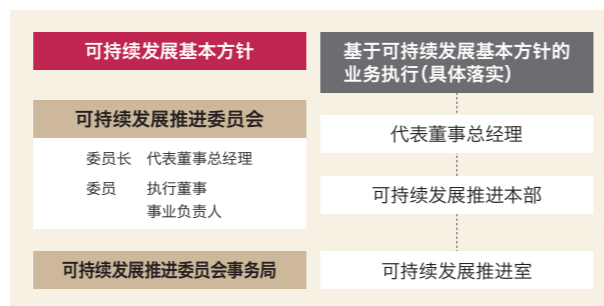 可持续发展基本方针
可持续发展推进委员会
委员长 代表董事总经理
委员 执行董事
事业负责人
可持续发展推进委员会事务局
基于可持续发展基本方针的
业务执行(具体落实)
代表董事总经理
可持续发展推进本部
可持续发展推进室